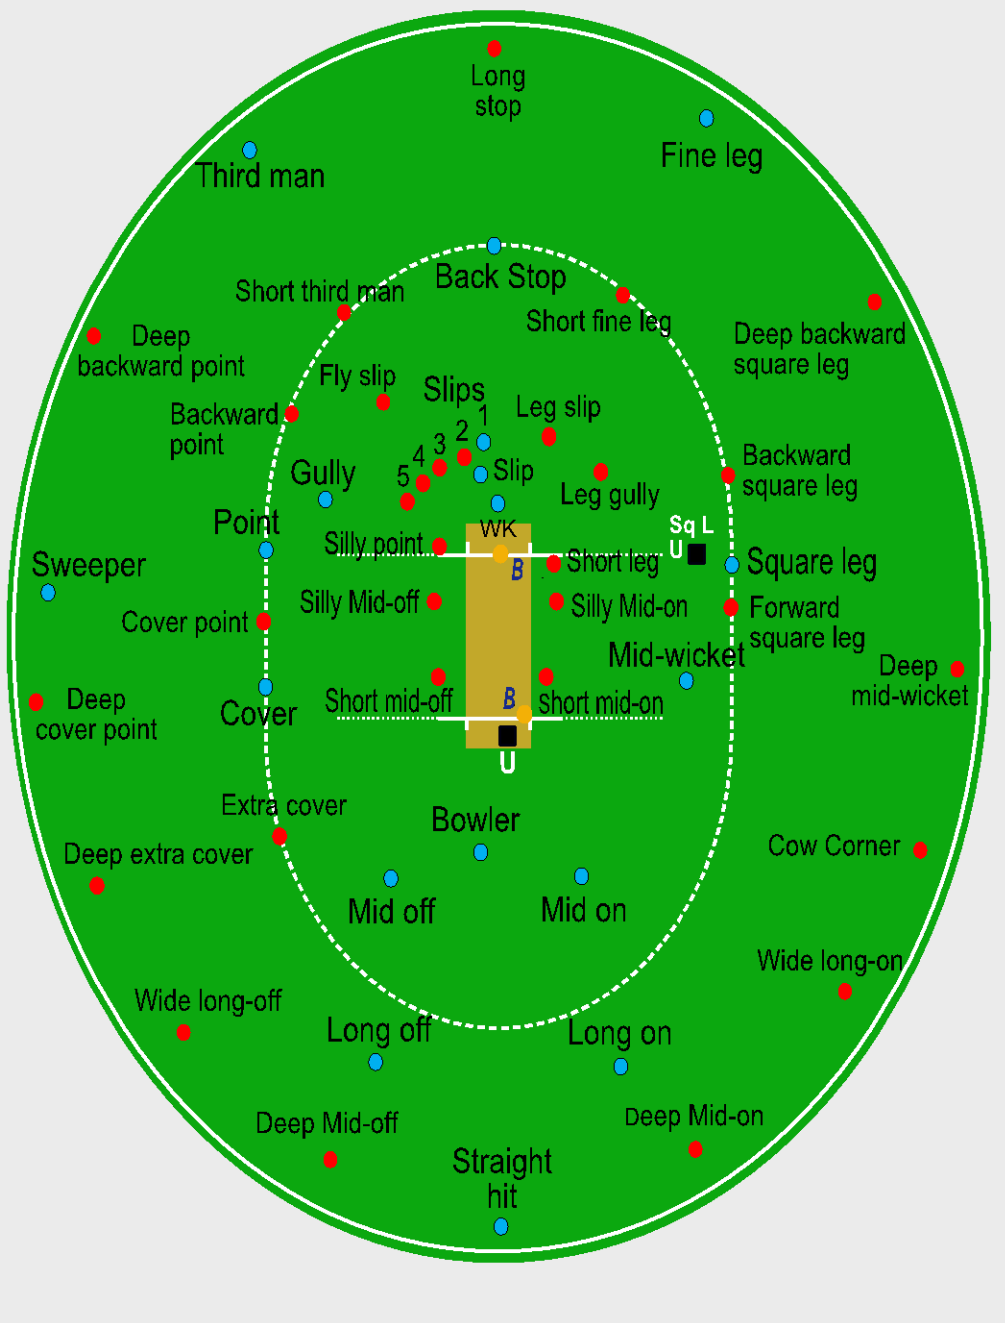 Long
stop
Fine leg
Third man
Back Stop
Short third man
Short fine leg
Deep
backward point
Deep backward
square leg
Fly slip
Slips
Leg slip
Backward
point
1
2
3
4
5
Slip
Gully
Leg gully
Backward
square leg
Point
WK
Sq L
U
Silly point
B
Short leg
Square leg
Sweeper
Silly Mid-off
Silly Mid-on
Forward
square leg
Cover point
Mid-wicket
Deep
mid-wicket
Deep
cover point
Cover
Short mid-off
B
Short mid-on
U
Extra cover
Bowler
Deep extra cover
Cow Corner
Mid off
Mid on
Wide long-on
Wide long-off
Long off
Long on
Deep Mid-off
Deep Mid-on
Straight
hit